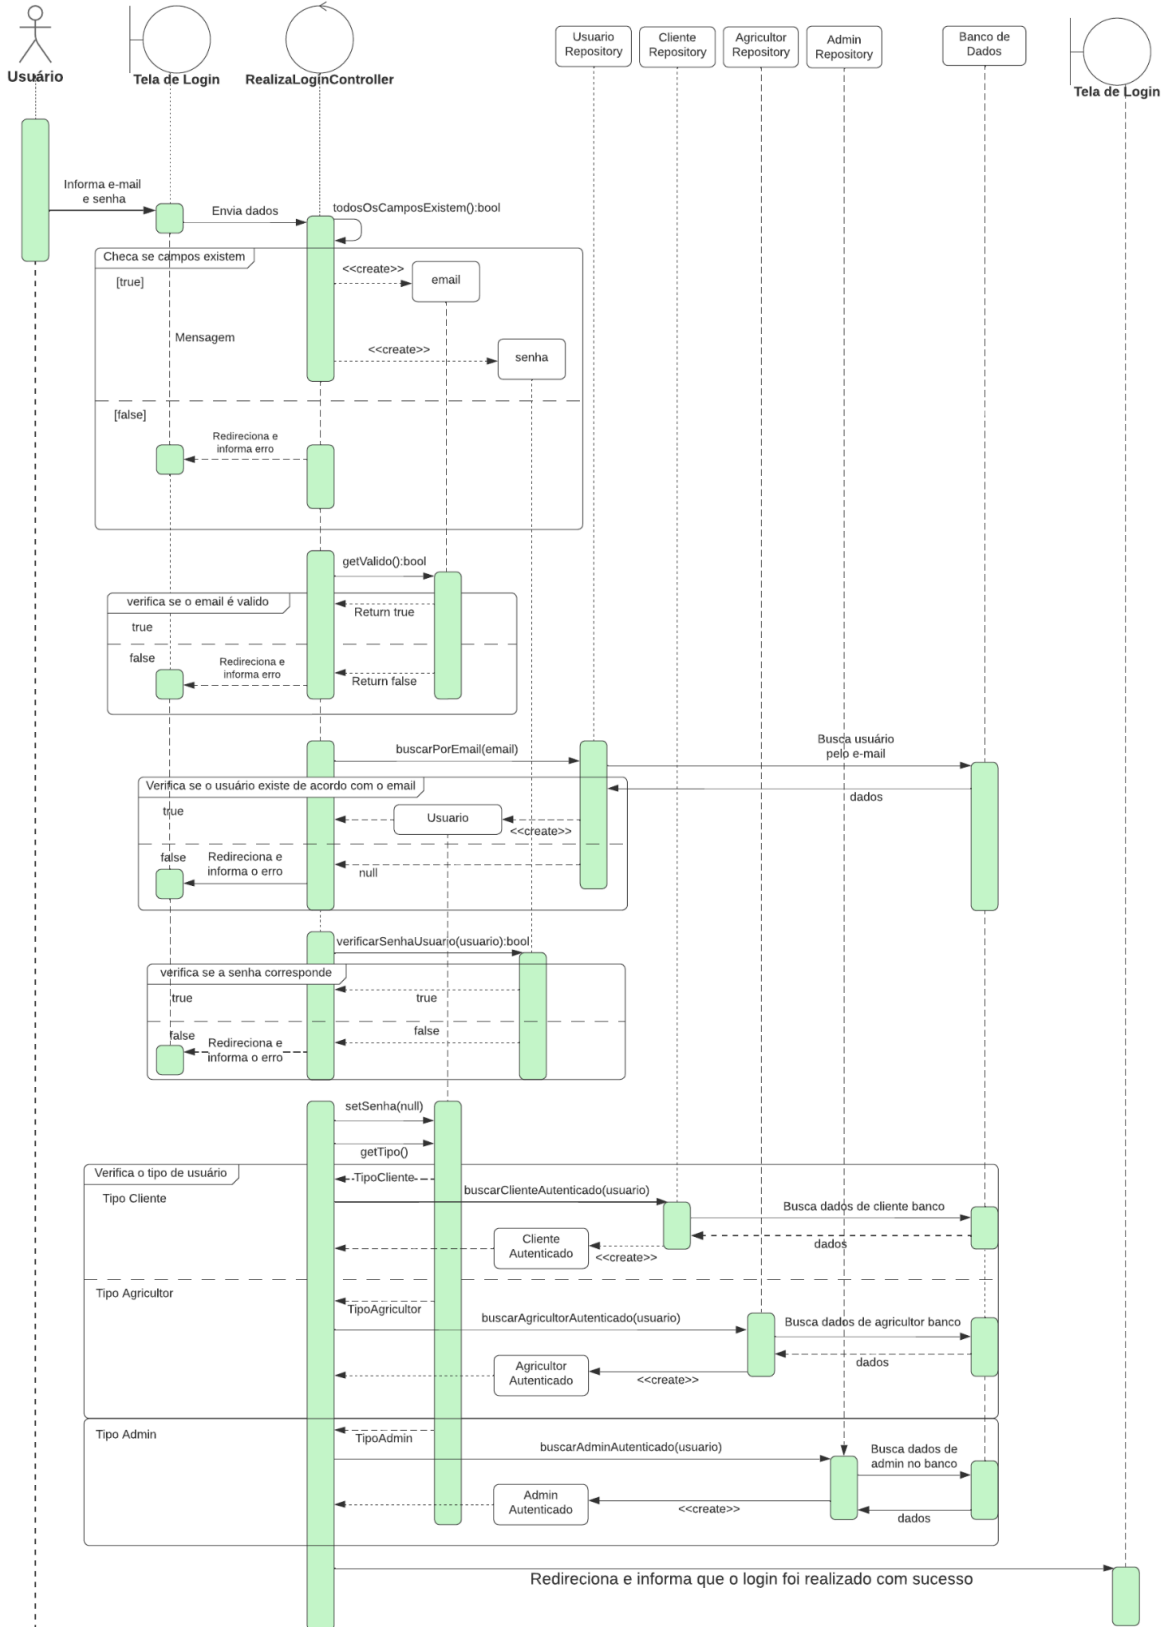 Usuário
Tela de Login
RealizaLoginController
Usuario
Repository
Cliente
Repository
Agricultor
Repository
Admin
Repository
Banco de
Dados
Tela de Login
Informa e-mail
e senha
Envia dados
todosOsCamposExistem():bool
Checa se campos existem
[true]
<<create>>
email
Mensagem
<<create>>
senha
[false]
Redireciona e
informa erro
getValido():bool
verifica se o email é valido
Return true
true
false
Redireciona e
informa erro
Return false
buscarPorEmail(email)
Busca usuário
pelo e-mail
Verifica se o usuário existe de acordo com o email
dados
true
Usuario
<<create>>
false
Redireciona e
informa o erro
null
verificarSenhaUsuario(usuario):bool
verifica se a senha corresponde
true
true
false
false
Redireciona e
informa o erro
setSenha(null)
getTipo()
Verifica o tipo de usuário
TipoCliente
Tipo Cliente
buscarClienteAutenticado(usuario)
Busca dados de cliente banco
Cliente
Autenticado
<<create>>
dados
Tipo Agricultor
TipoAgricultor
buscarAgricultorAutenticado(usuario)
Busca dados de agricultor banco
Agricultor
Autenticado
<<create>>
dados
Tipo Admin
TipoAdmin
buscarAdminAutenticado(usuario)
Busca dados de
admin no banco
Admin
Autenticado
<<create>>
dados
Redireciona e informa que o login foi realizado com sucesso